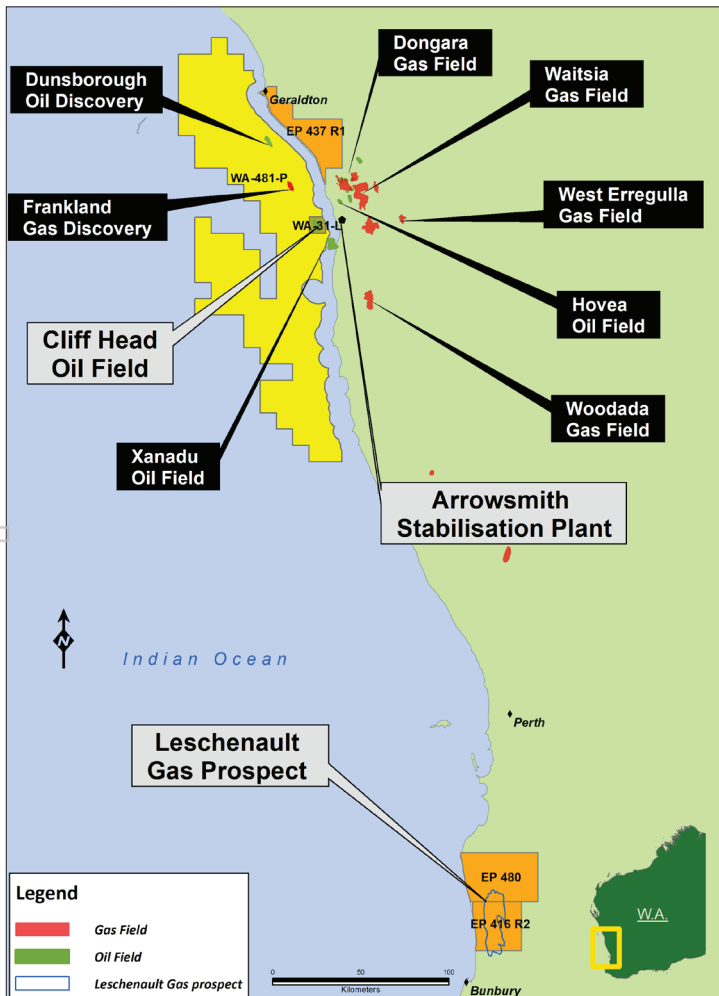 Dongara
Gas Field
Dunsborough
Oil Discovery
Waitsia
Gas Field
Geraldton
EP 437 R1
WA-481-P
Frankland
Gas Discovery
West Erregulla
Gas Field
WA-31-L
Hovea
Oil Field
Cliff Head
Oil Field
Woodada
Gas Field
Xanadu
Oil Field
Arrowsmith
Stabilisation Plant
N
Indian Ocean
Perth
Leschenault
Gas Prospect
EP 480
EP 416 R2
W.A.
Legend
Gas Field
Oil Field
Leschenault Gas prospect
0 50 100
Kilometers
Bunbury